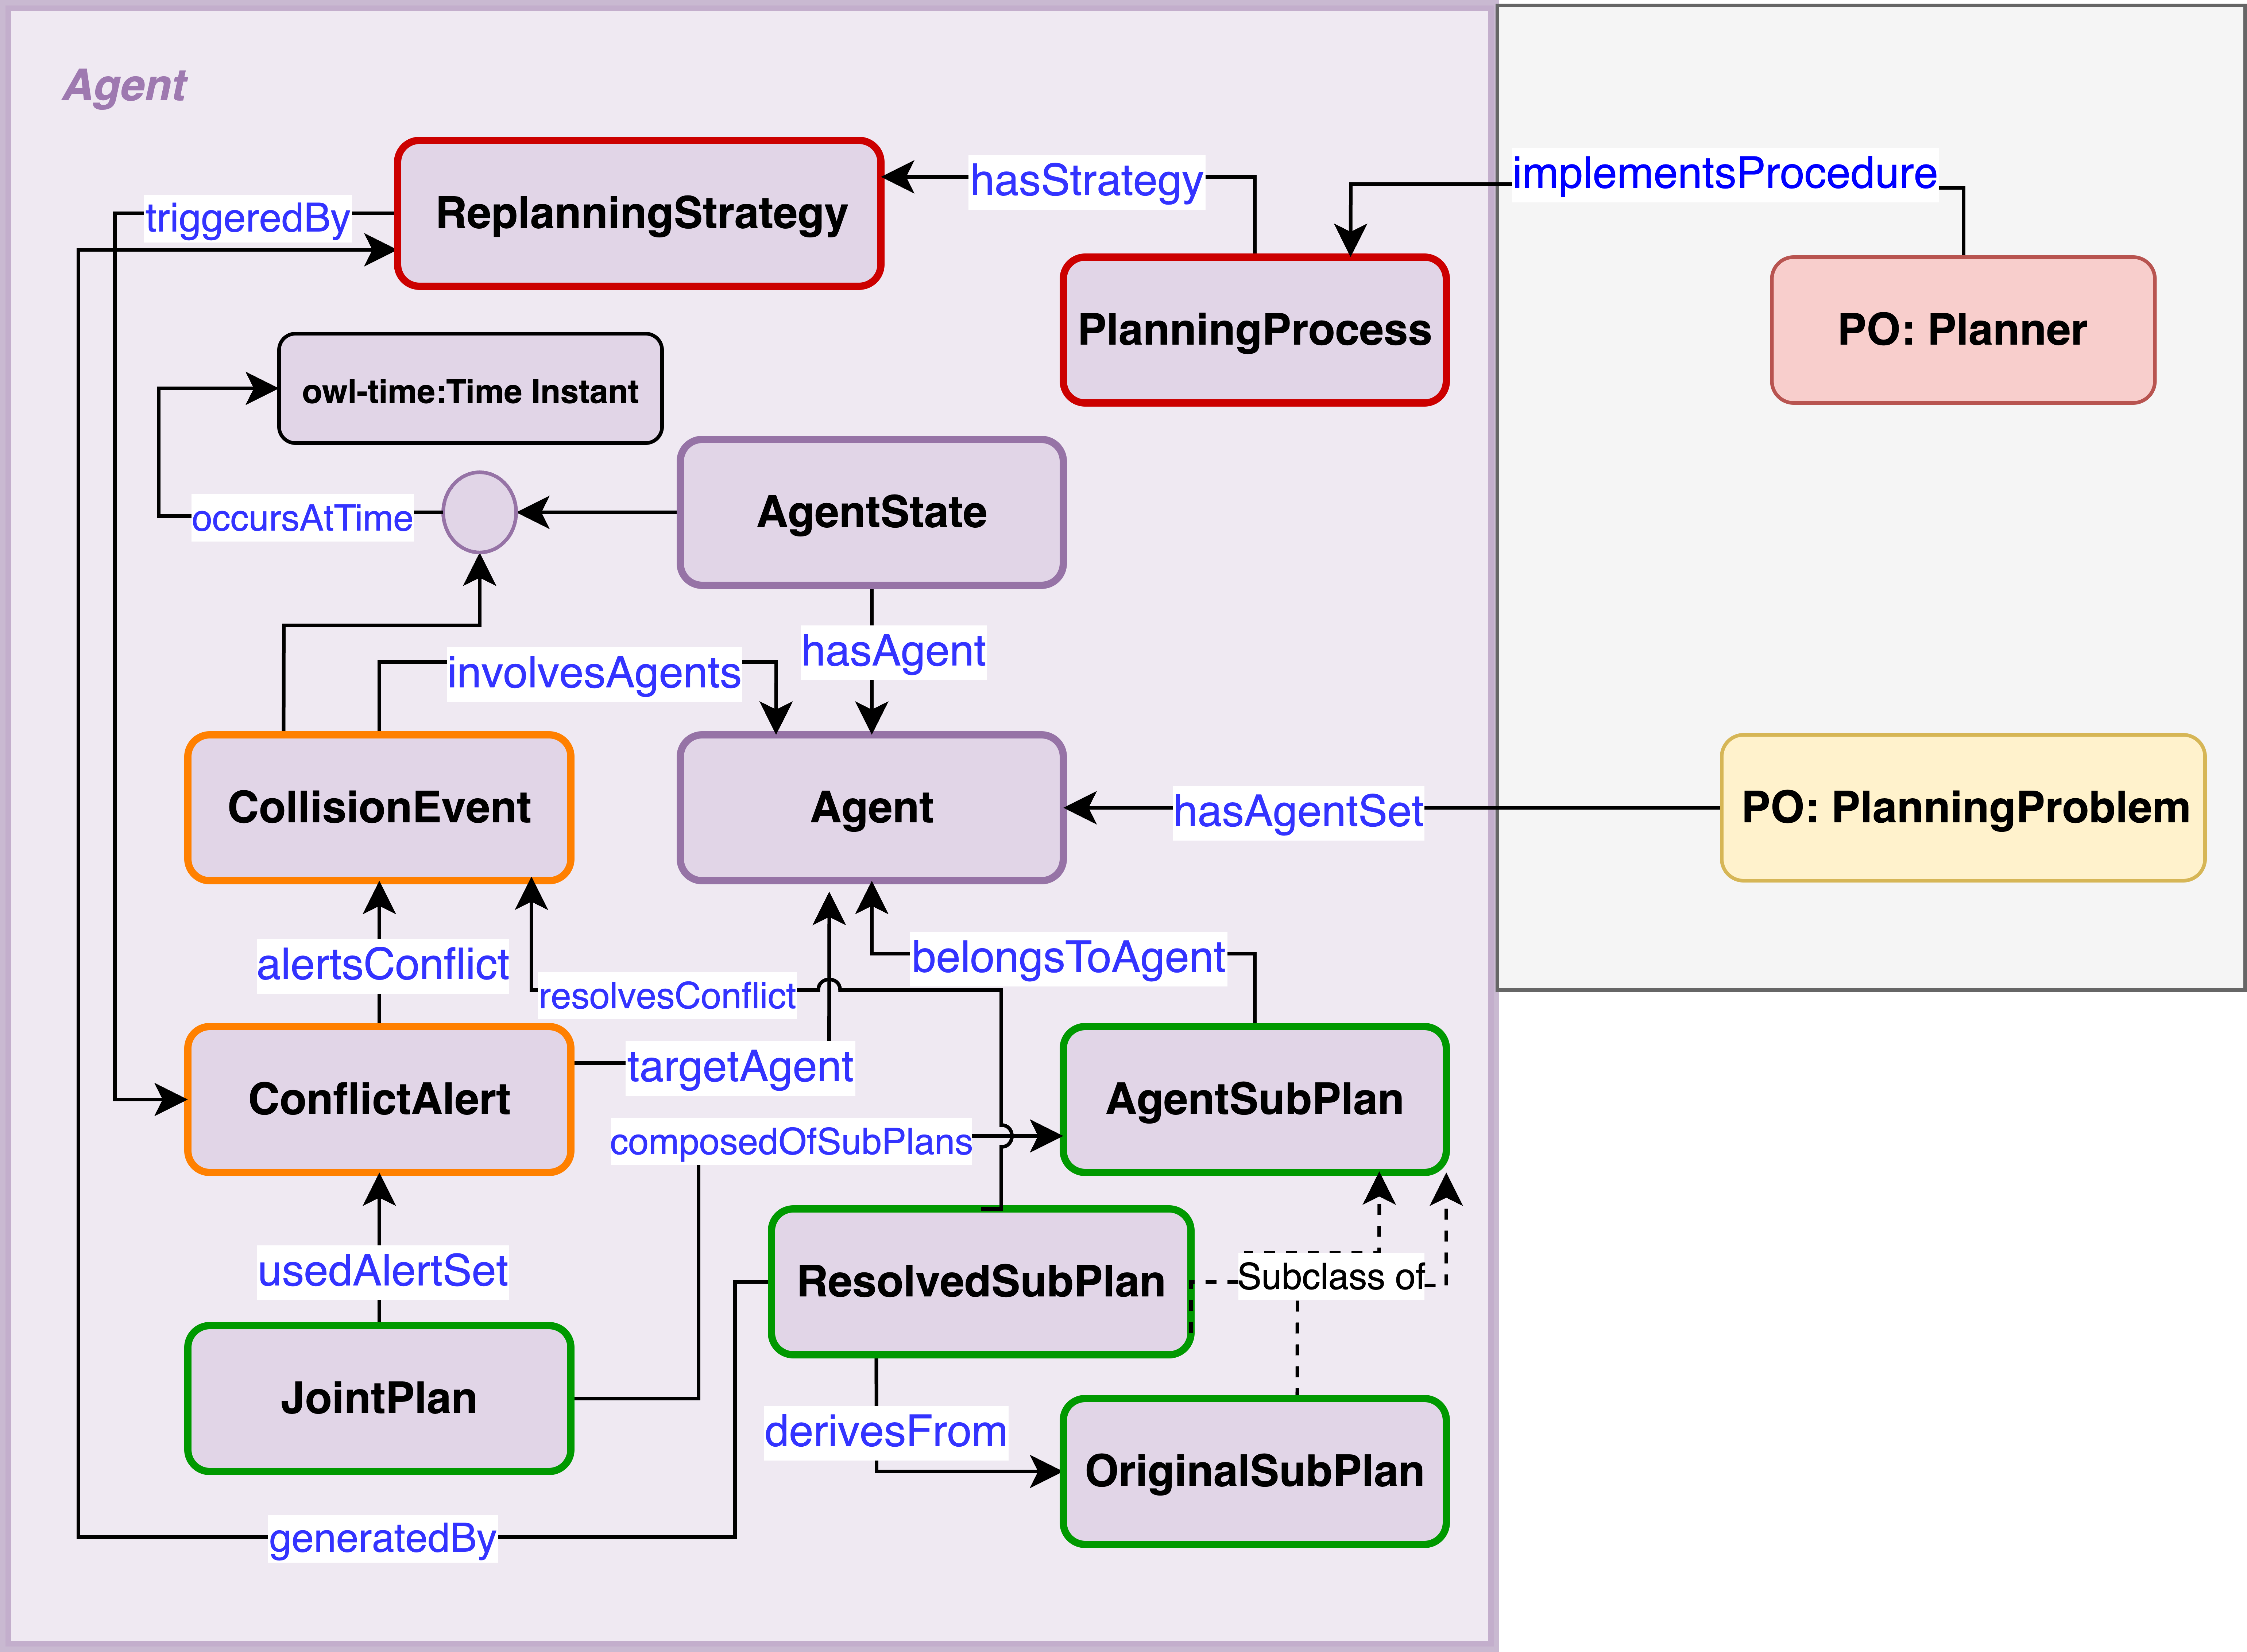 Agent
implementsProcedure
hasStrategy
ReplanningStrategy
triggeredBy
PlanningProcess
PO: Planner
owl-time:Time Instant
AgentState
occursAtTime
hasAgent
involvesAgents
CollisionEvent
Agent
hasAgentSet
PO: PlanningProblem
alertsConflict
belongsToAgent
resolvesConflict
targetAgent
ConflictAlert
AgentSubPlan
composedOfSubPlans
usedAlertSet
ResolvedSubPlan
Subclass of
JointPlan
derivesFrom
OriginalSubPlan
generatedBy